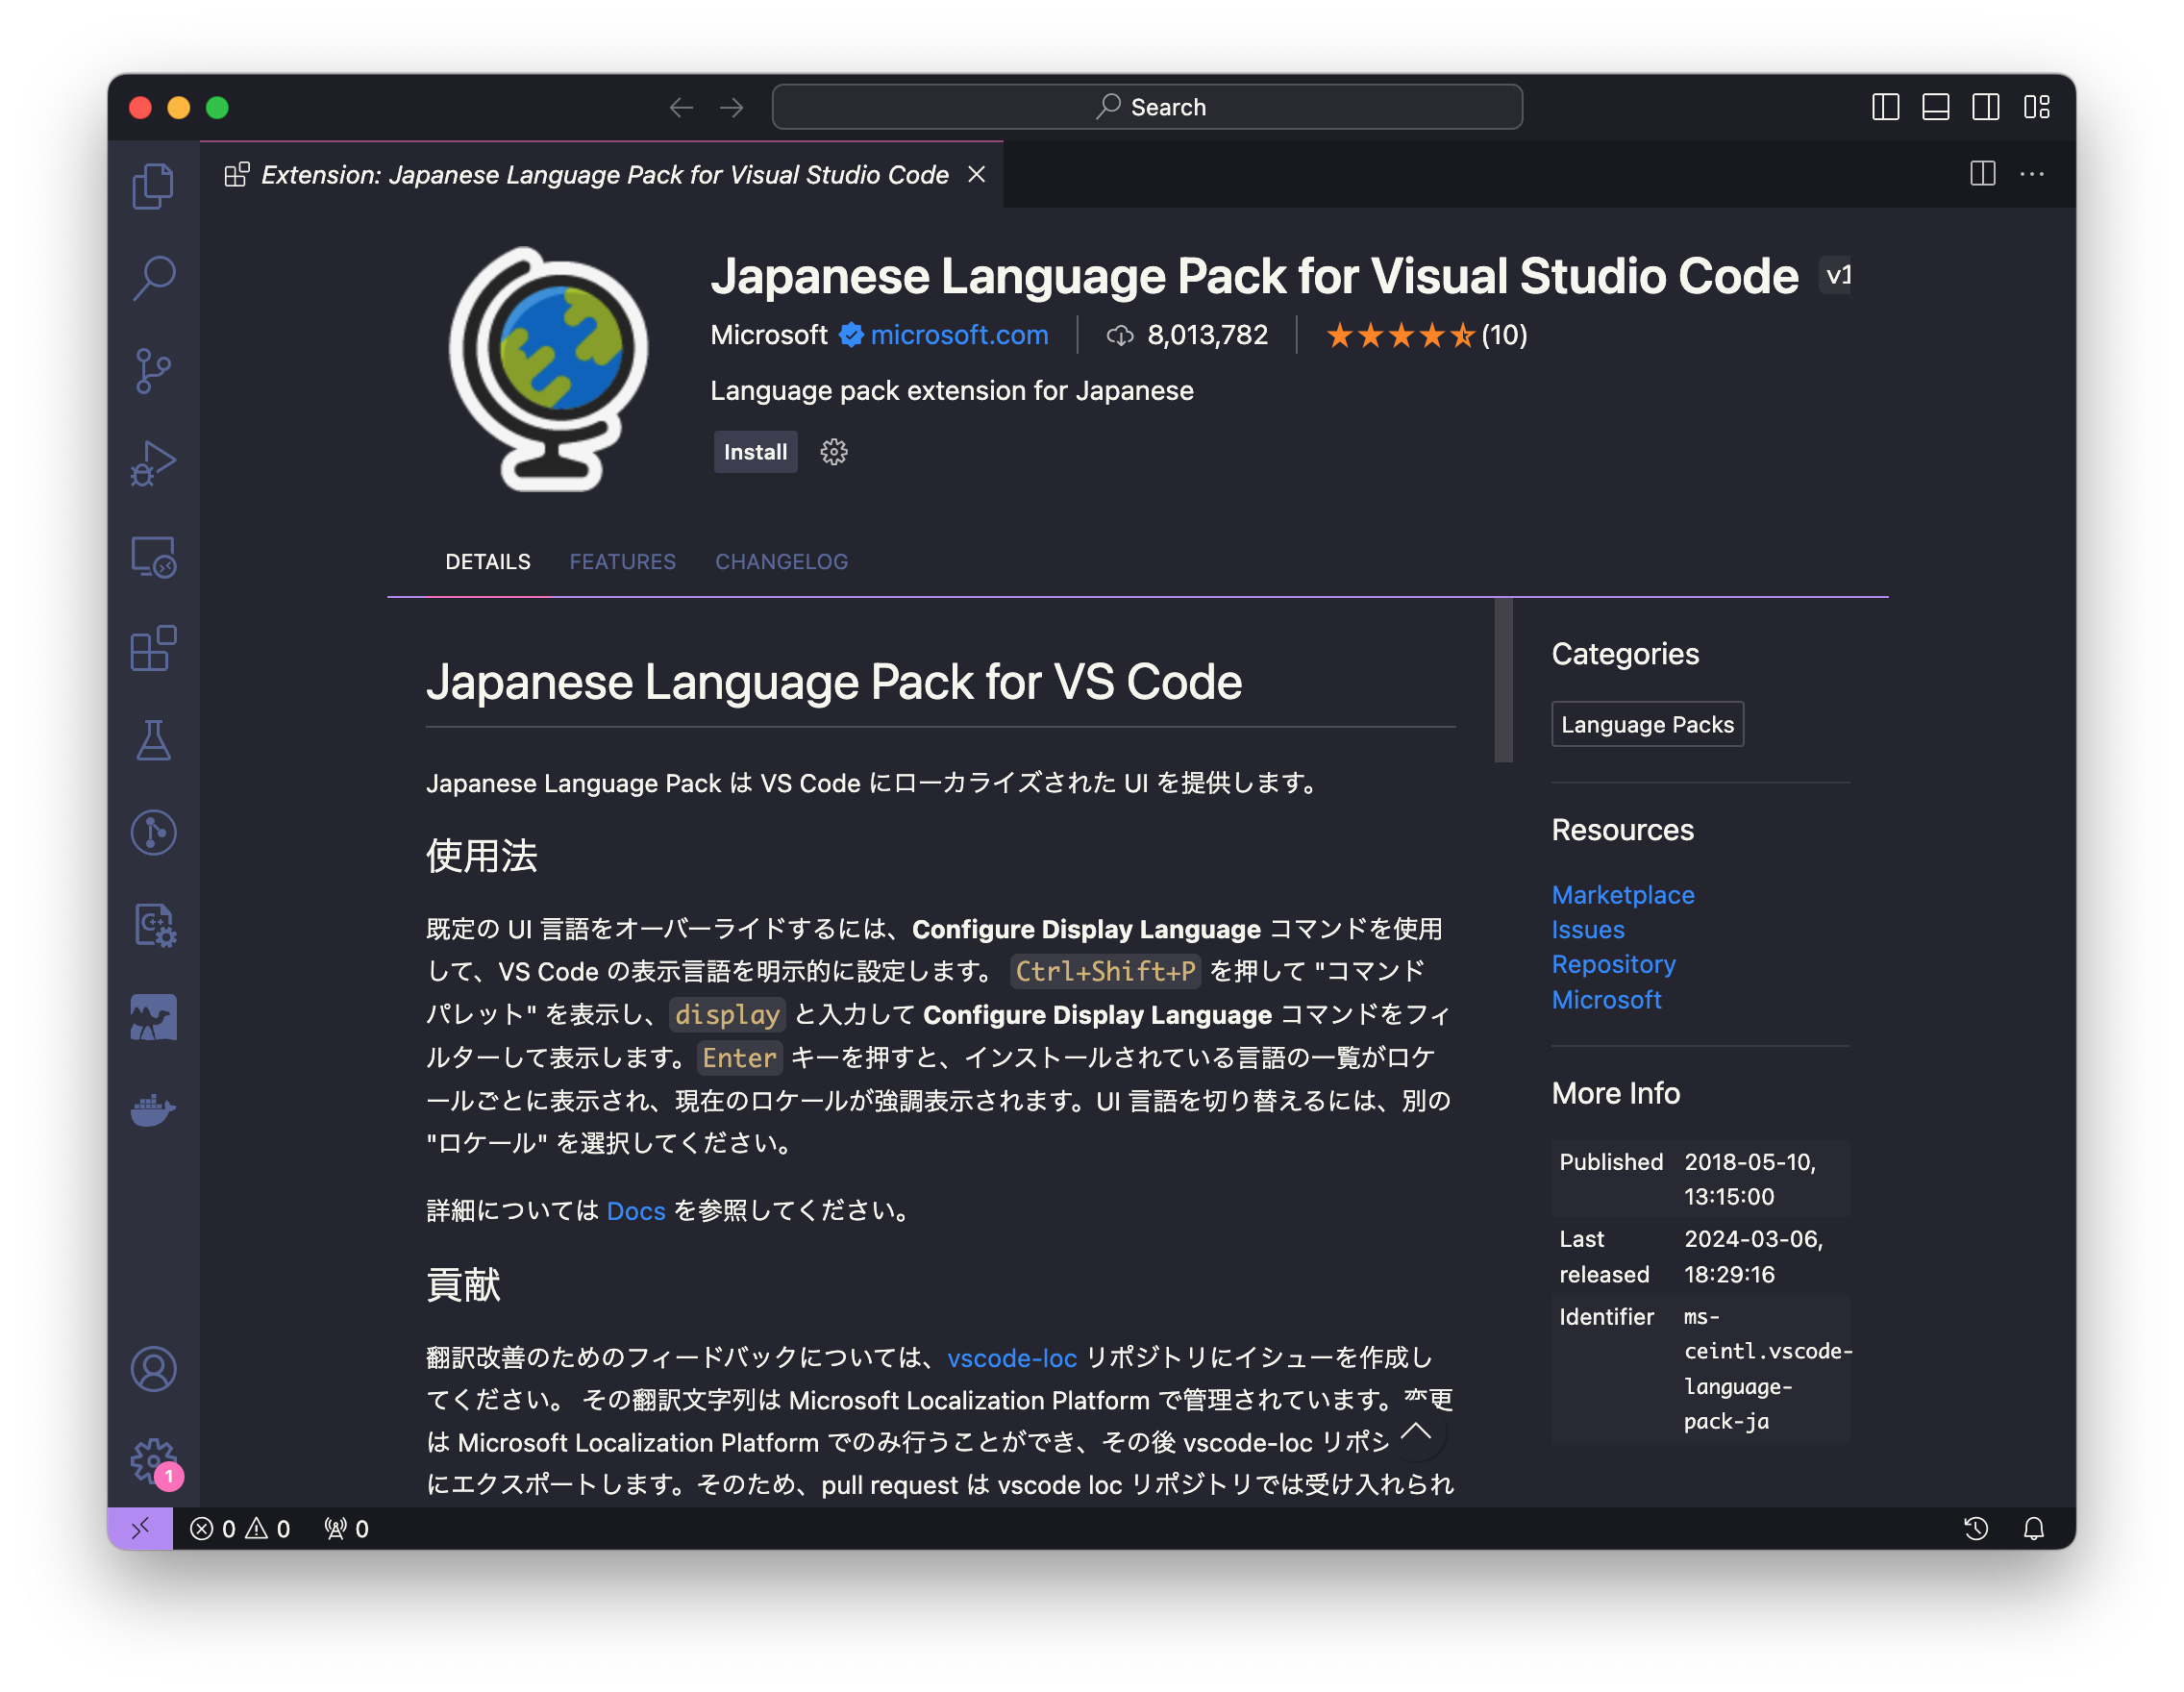 Search
Extension: Japanese Language Pack for Visual Studio Code
Japanese Language Pack for Visual Studio Code v1
Microsoft microsoft.com 8,013,782 (10)
Language pack extension for Japanese
Install
DETAILS FEATURES CHANGELOG
Japanese Language Pack for VS Code
Japanese Language Pack は VS Code にローカライズされた UI を提供します。
使用法
既定の UI 言語をオーバーライドするには、Configure Display Language コマンドを使用
して、VS Code の表示言語を明示的に設定します。 Ctrl+Shift+P を押して "コマンド
パレット" を表示し、display と入力して Configure Display Language コマンドをフィ
ルターして表示します。Enter キーを押すと、インストールされている言語の一覧がロケ
ールごとに表示され、現在のロケールが強調表示されます。UI 言語を切り替えるには、別の
"ロケール" を選択してください。
詳細については Docs を参照してください。
貢献
翻訳改善のためのフィードバックについては、vscode-loc リポジトリにイシューを作成し
てください。 その翻訳文字列は Microsoft Localization Platform で管理されています。変更
は Microsoft Localization Platform でのみ行うことができ、その後 vscode-loc リポジ
にエクスポートします。そのため、pull request は vscode loc リポジトリでは受け入れられ
Categories
Language Packs
Resources
Marketplace
Issues
Repository
Microsoft
More Info
Published 2018-05-10,
13:15:00
Last 2024-03-06,
released 18:29:16
Identifier ms-
ceintl.vscode-
language-
pack-ja
C++
1
0 0 0